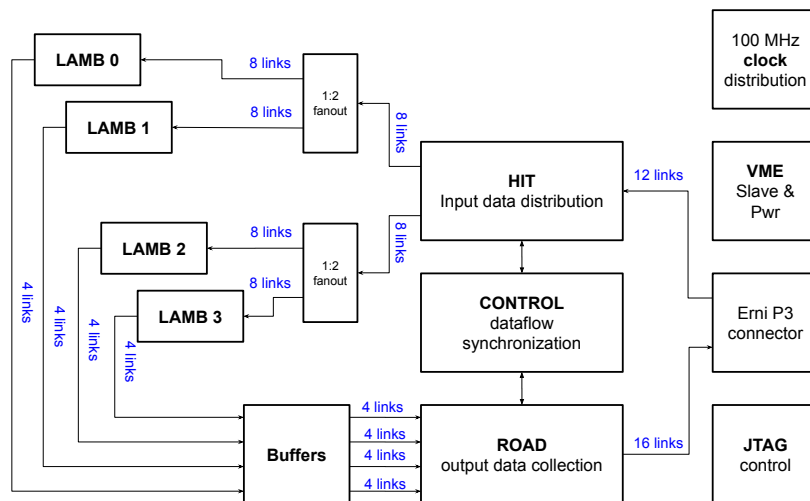 LAMB 0
8 links
1:2
fanout
100 MHz
clock
distribution
LAMB 1
8 links
8 links
HIT
Input data distribution
12 links
VME
Slave &
Pwr
LAMB 2
8 links
1:2
fanout
8 links
LAMB 3
8 links
CONTROL
dataflow
synchronization
Erni P3
connector
4 links
4 links
4 links
4 links
Buffers
4 links
4 links
4 links
4 links
ROAD
output data collection
16 links
JTAG
control